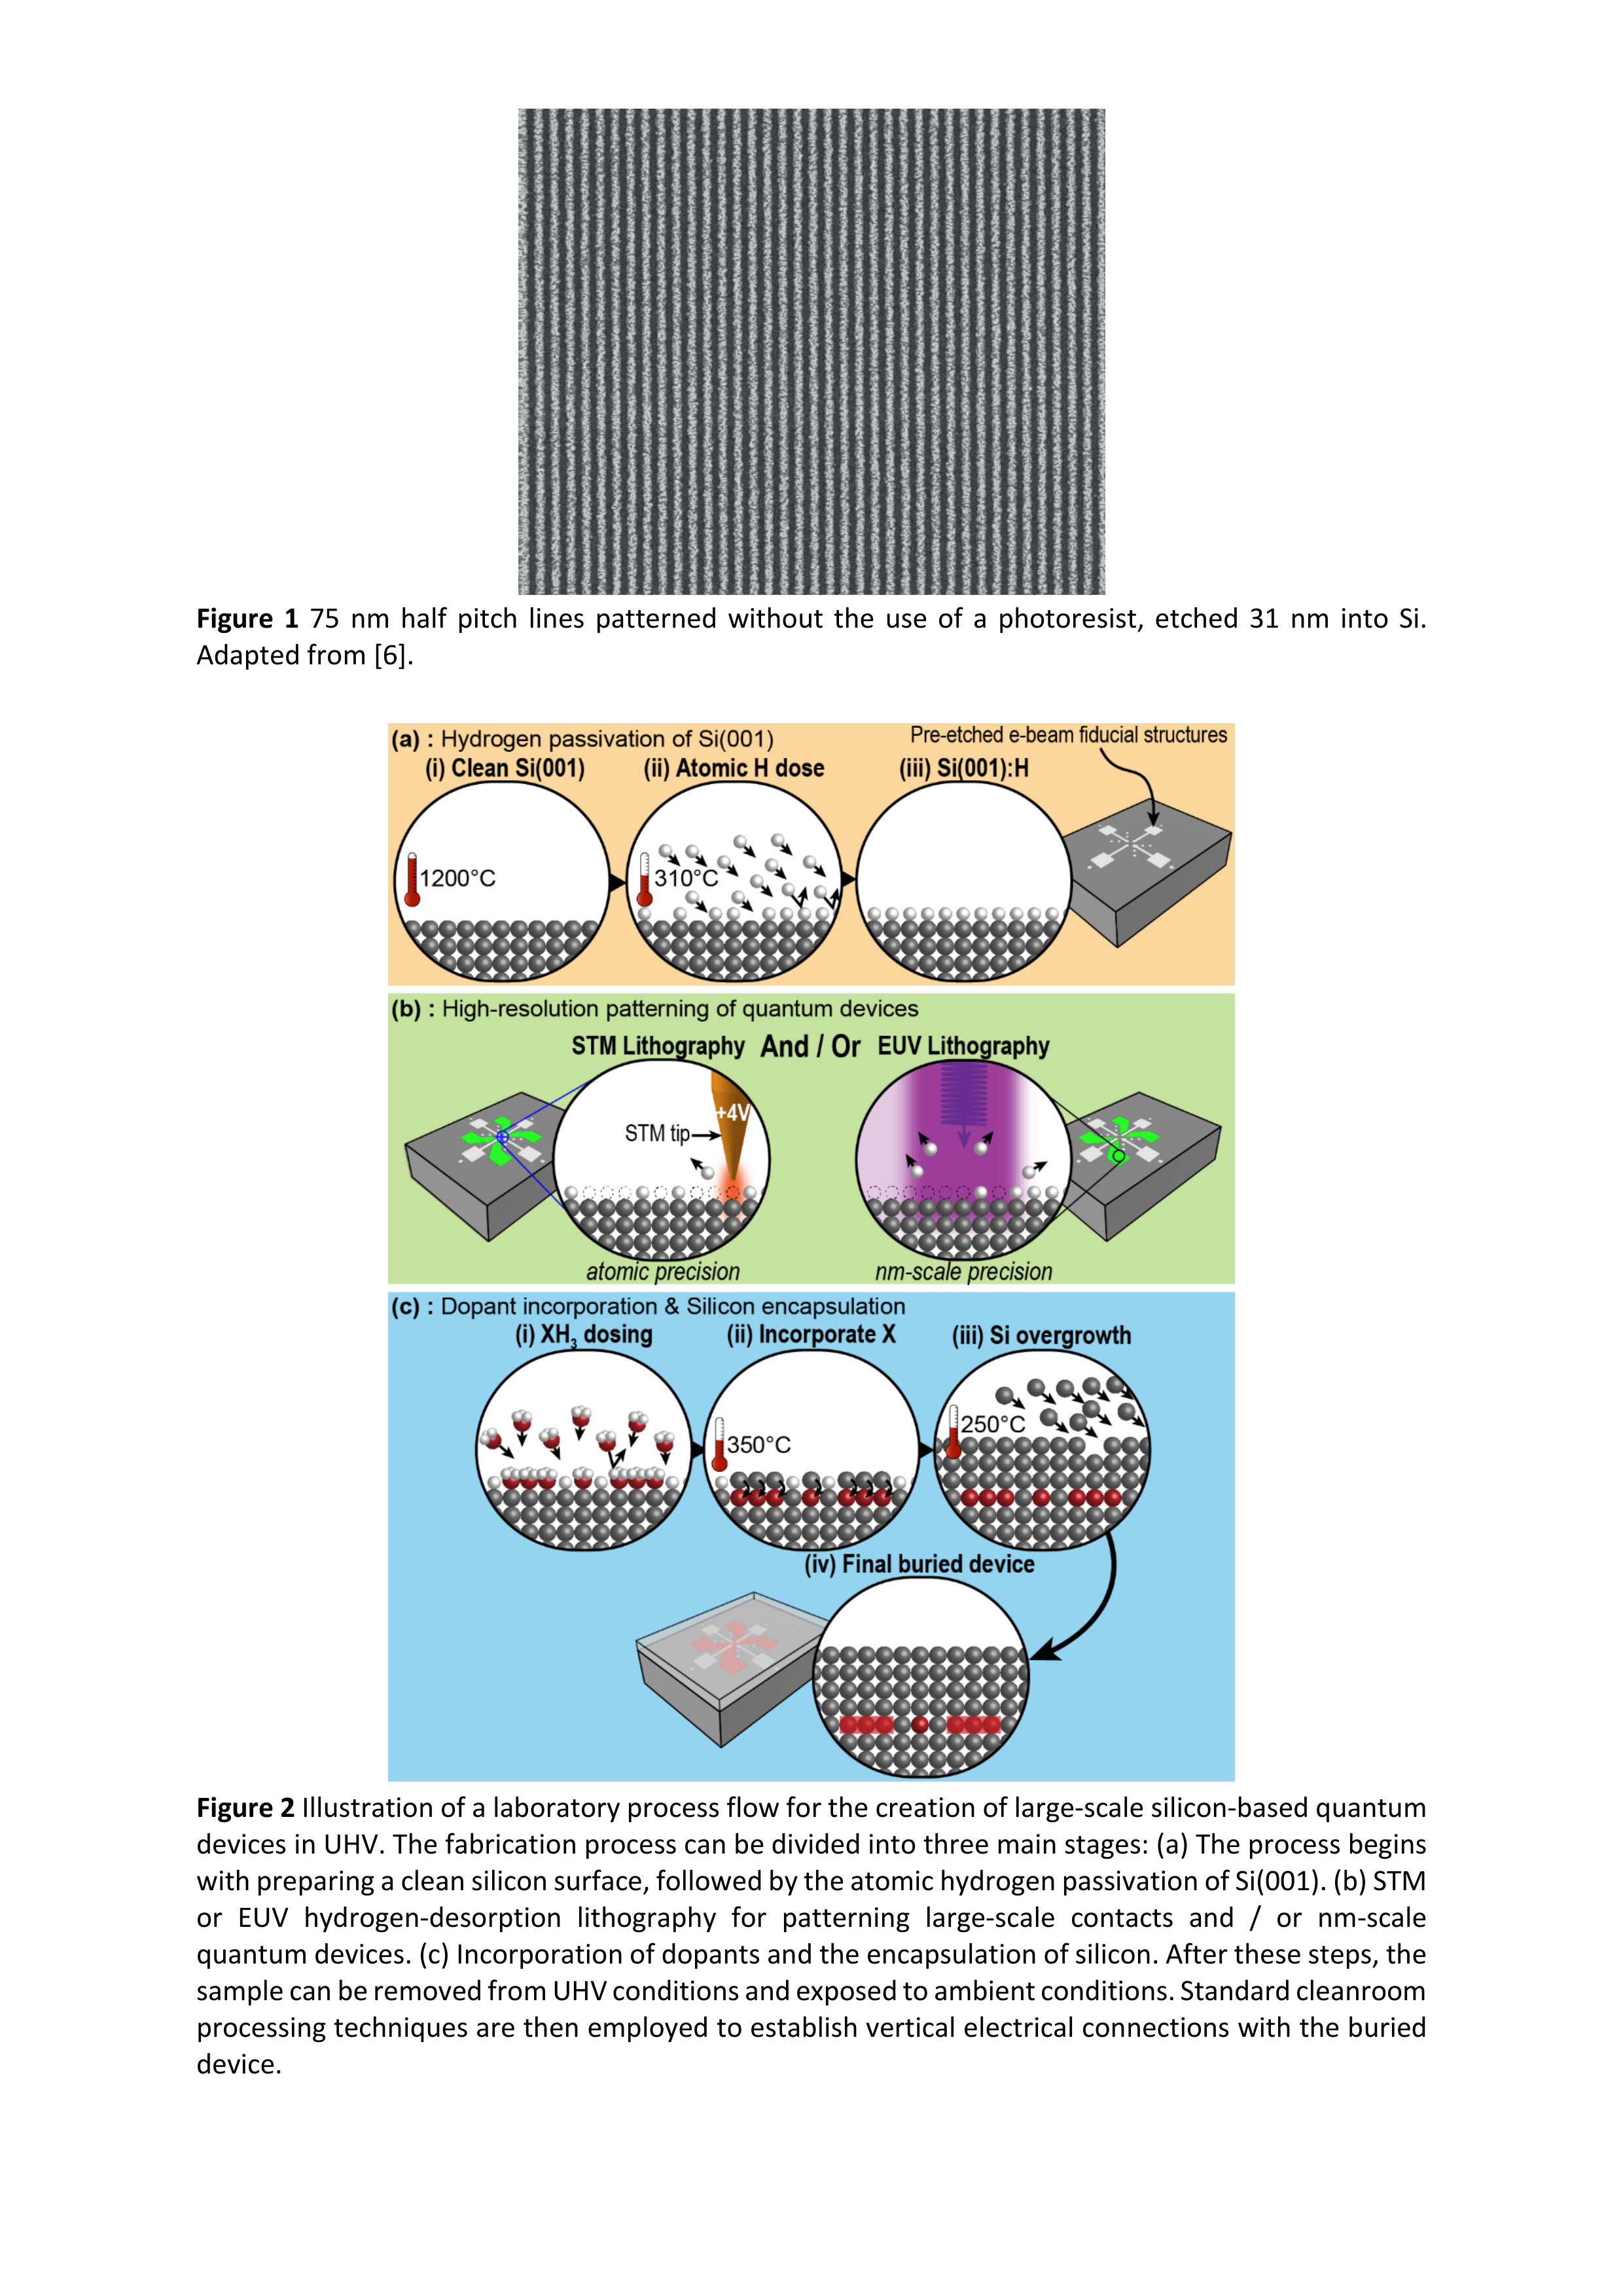 Figure 1 75 nm half pitch lines patterned without the use of a photoresist, etched 31 nm into Si.
Adapted from [6].
(a) : Hydrogen passivation of Si(001)
Pre-etched e-beam fiducial structures
(i) Clean Si(001)
(ii) Atomic H dose
(iii) Si(001):H
1200°C
310°C
(b) : High-resolution patterning of quantum devices
STM Lithography And / Or EUV Lithography
+4V
STM tip
atomic precision
nm-scale precision
(c) : Dopant incorporation & Silicon encapsulation
(i) XH3 dosing
(ii) Incorporate X
(iii) Si overgrowth
350°C
250°C
(iv) Final buried device
Figure 2 Illustration of a laboratory process flow for the creation of large-scale silicon-based quantum
devices in UHV. The fabrication process can be divided into three main stages: (a) The process begins
with preparing a clean silicon surface, followed by the atomic hydrogen passivation of Si(001). (b) STM
or EUV hydrogen-desorption lithography for patterning large-scale contacts and / or nm-scale
quantum devices. (c) Incorporation of dopants and the encapsulation of silicon. After these steps, the
sample can be removed from UHV conditions and exposed to ambient conditions. Standard cleanroom
processing techniques are then employed to establish vertical electrical connections with the buried
device.